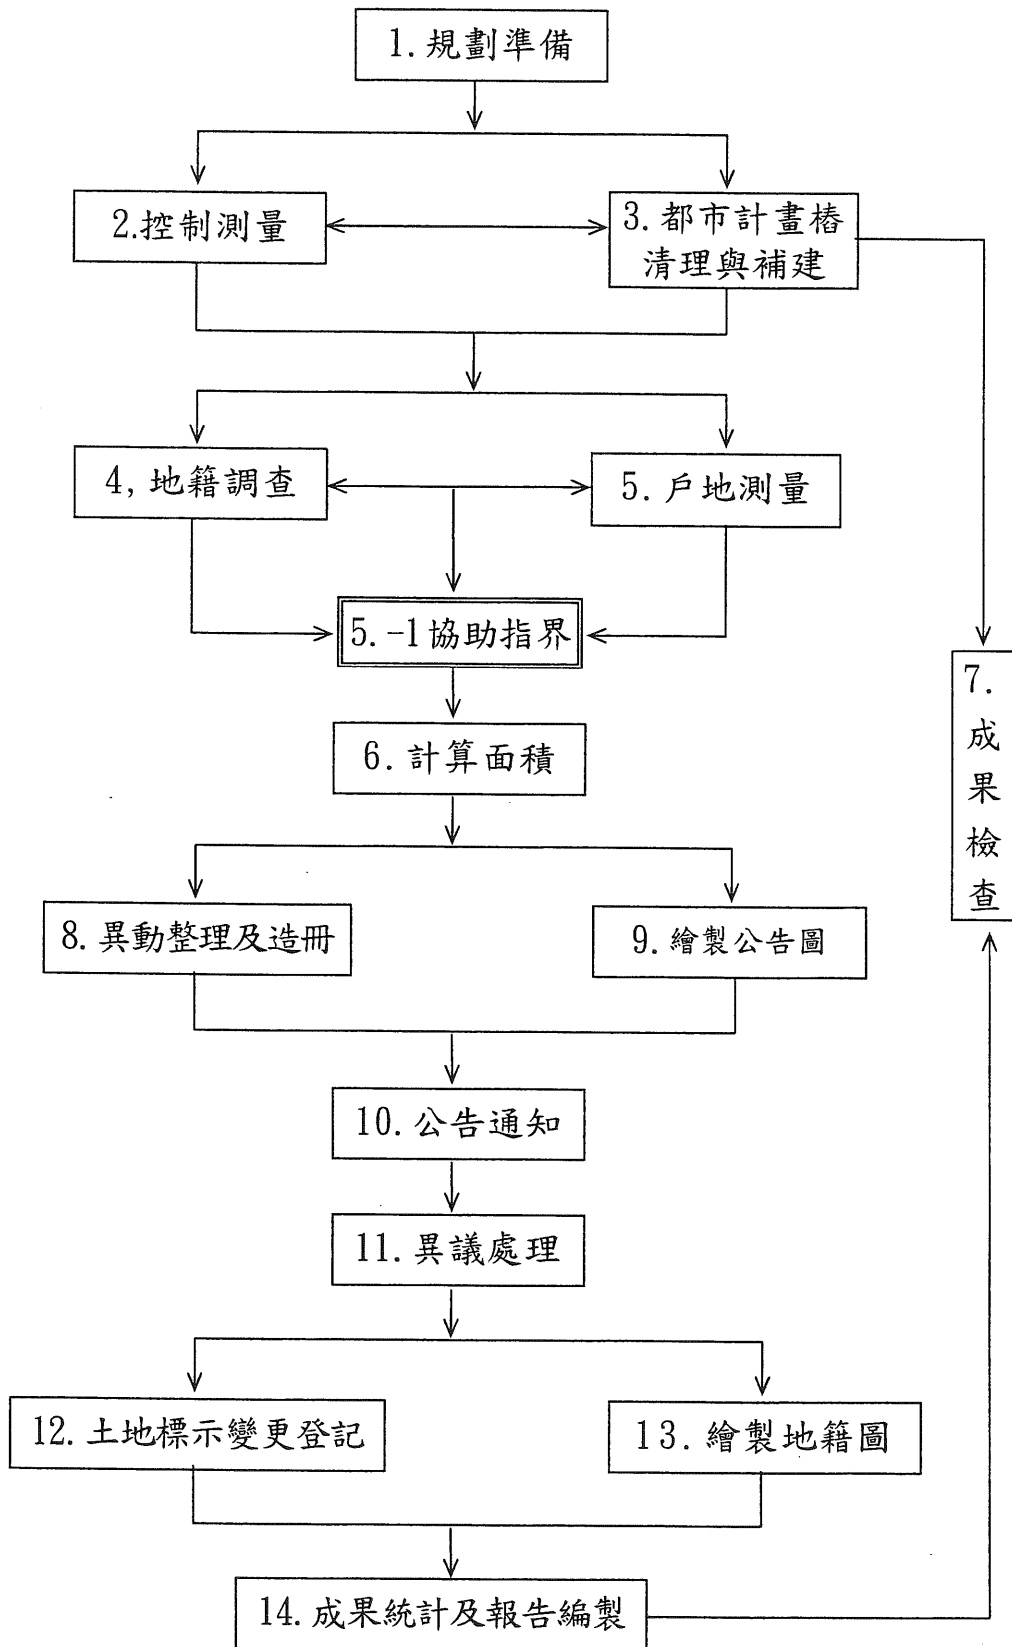 1.規劃準備
2.控制測量
3.都市計畫樁
清理與補建
4,地籍調查
5.戶地測量
5.-1協助指界
6.計算面積
7.
成
果
檢
查
8.異動整理及造冊
9.繪製公告圖
10.公告通知
11.異議處理
12.土地標示變更登記
13.繪製地籍圖
14.成果統計及報告編製